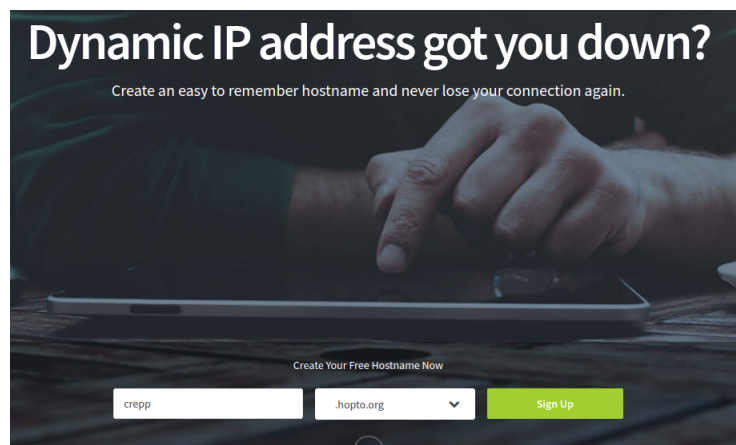 Dynamic IP address got you down?
Create an easy to remember hostname and never lose your connection again.
Create Your Free Hostname Now
crepp
.hopto.org
Sign Up